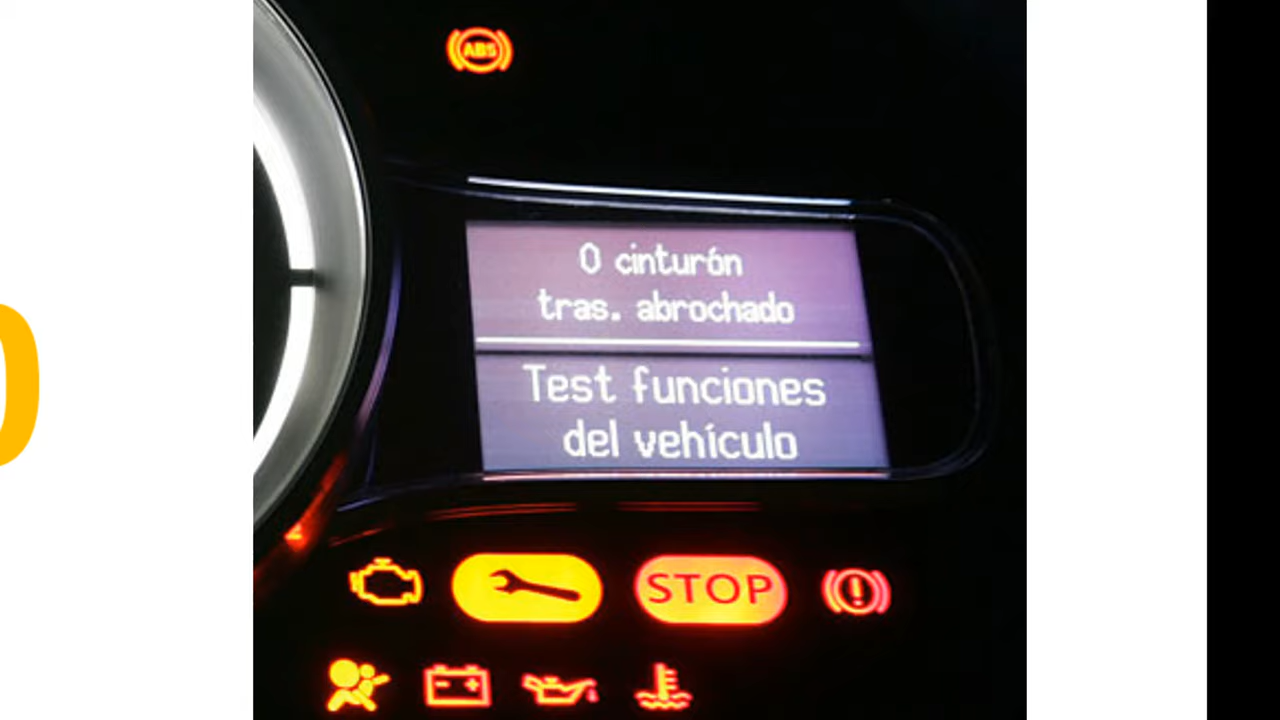 ABS
0 cinturón
tras. abrochado
Test funciones
del vehículo
STOP